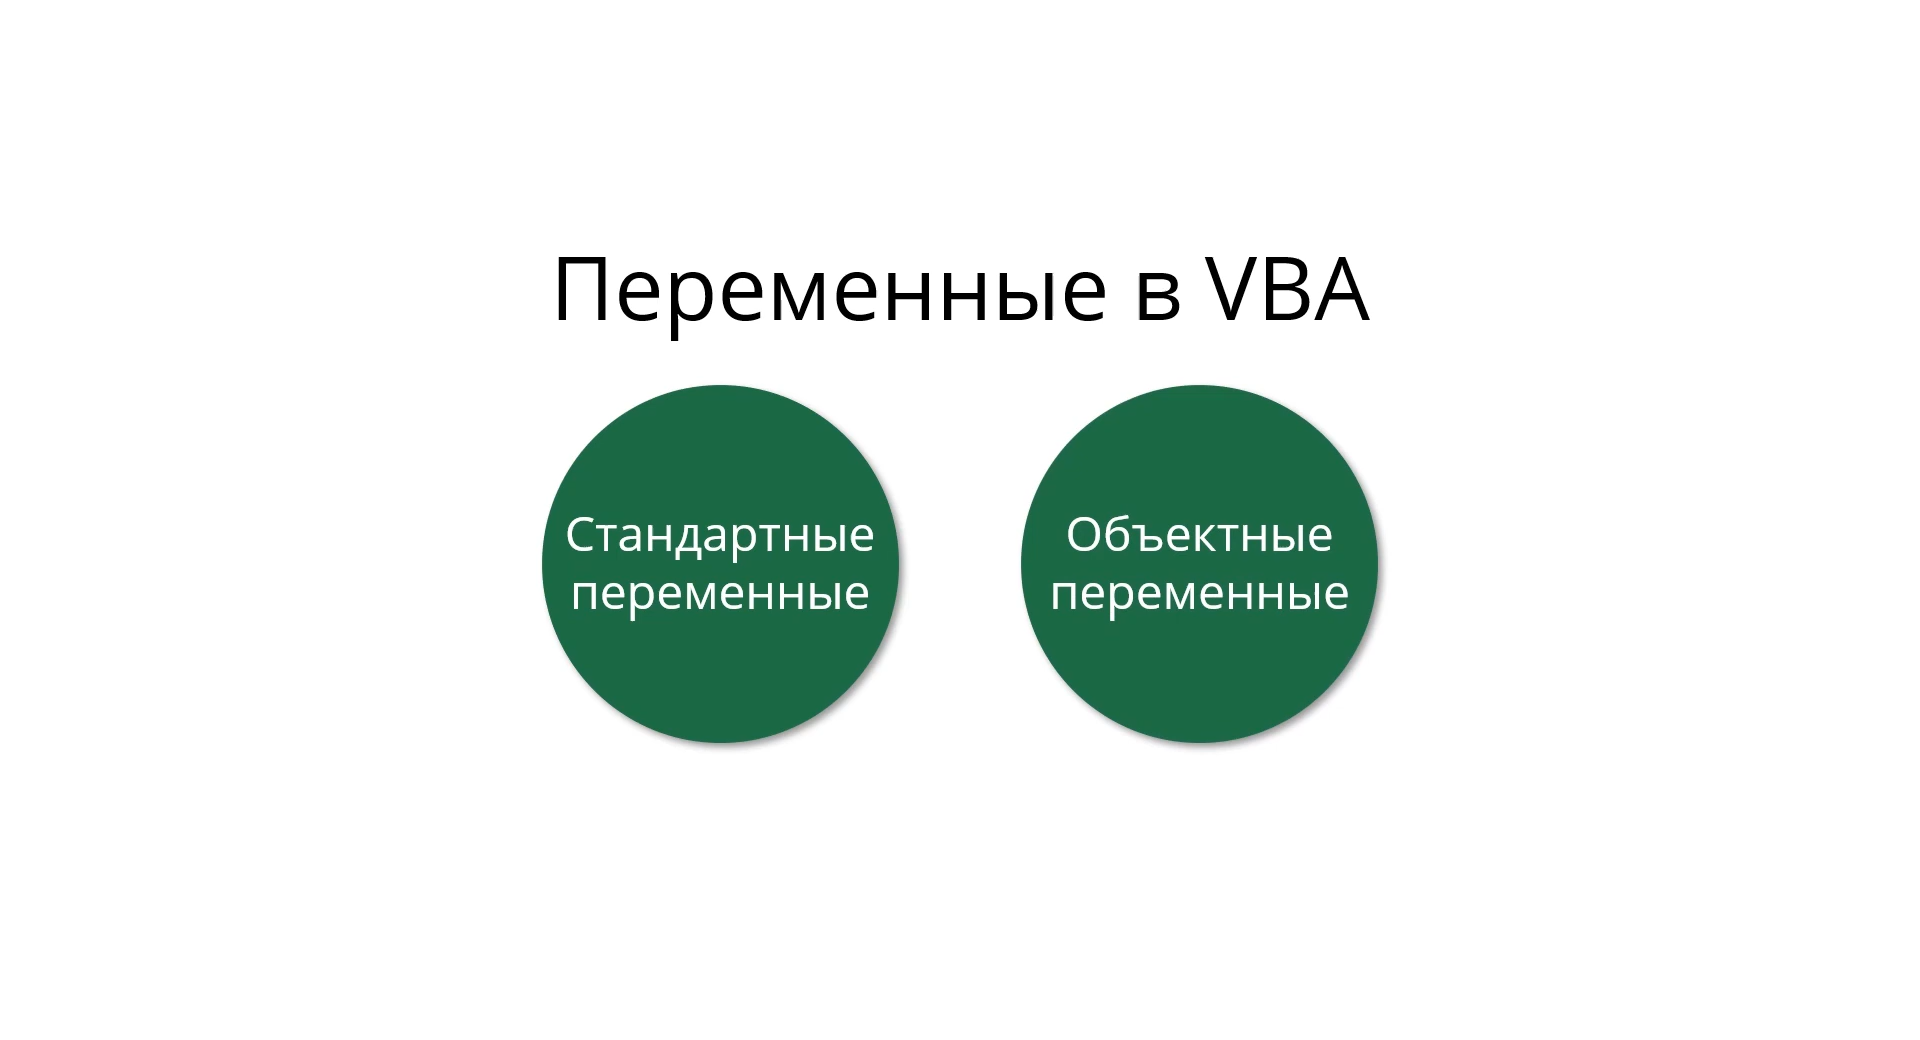 Переменные в VBA
Стандартные
переменные
Объектные
переменные